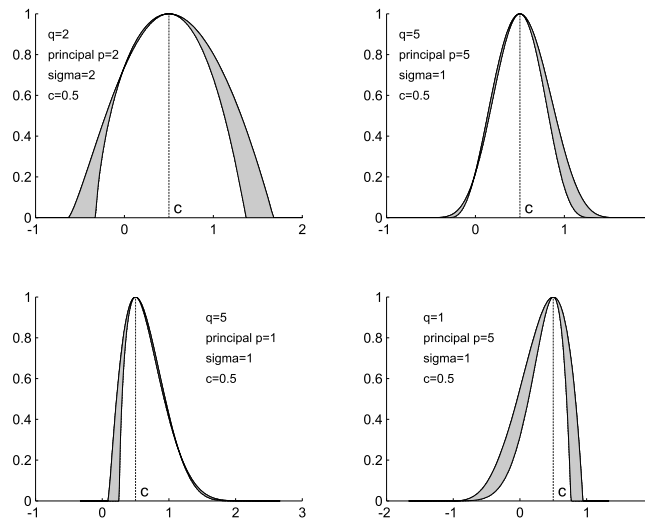 1
0.8
0.6
0.4
0.2
0
-1
0
1
2
q=2
principal p=2
sigma=2
c=0.5
c
1
0.8
0.6
0.4
0.2
0
-1
0
1
q=5
principal p=5
sigma=1
c=0.5
c
1
0.8
0.6
0.4
0.2
0
0
1
2
3
q=5
principal p=1
sigma=1
c=0.5
c
1
0.8
0.6
0.4
0.2
0
-2
-1
0
1
q=1
principal p=5
sigma=1
c=0.5
c